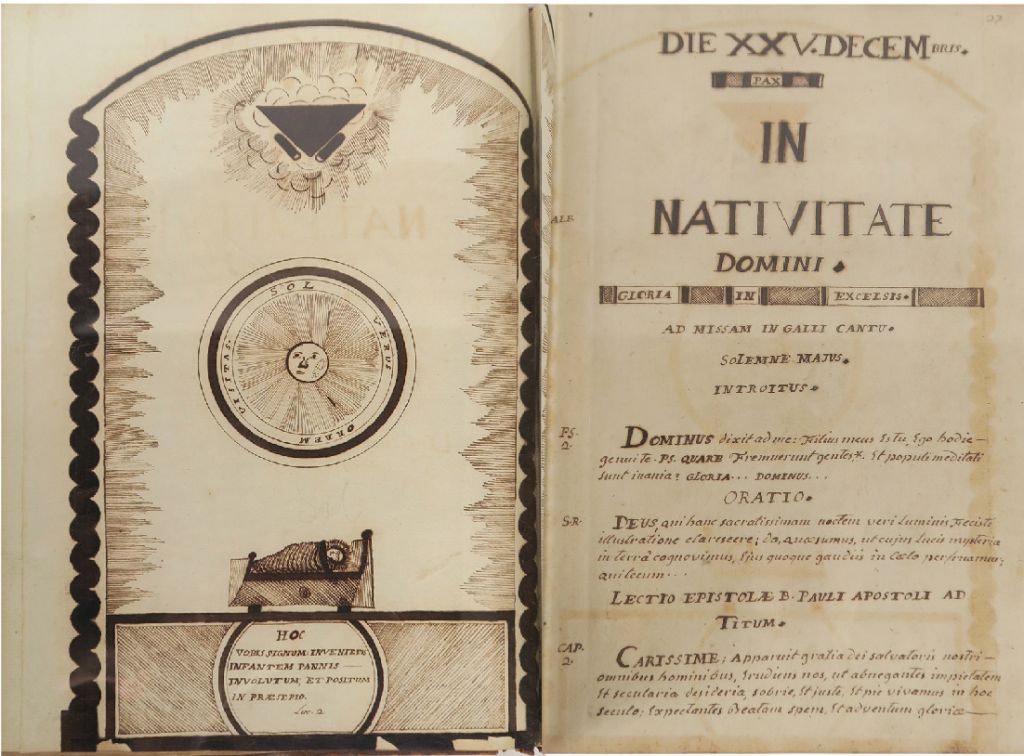 SOL VERUS OREM VISITAS.
HOC
VOBIS SIGNUM: INVENIETIS
INFANTEM PANNIS
INVOLUTUM, ET POSITUM
IN PRÆSEPIO.
Luc. 2
DIE XXV. DECEMBRIS.
PAX
IN
NATIVITATE
DOMINI.
GLORIA IN EXCELSIS.
AD MISSAM IN GALLI CANTU.
SOLEMNE MAJUS.
INTROITUS.
PS. 2.
DOMINUS dixit ad me: Filius meus Es tu, Ego hodie
genui te. PS. QUARE Fremuerunt gentes,*. Et populi meditati
sunt inania? GLORIA... DOMINUS...
ORATIO.
S.R.
DEUS, qui hanc sacratissimam noctem veri Luminis Fecisti
illustratione clarescere; da, quæsumus, ut cujus Lucis mysteria
in terrâ cognovimus, Ejus quoque gaudiis in Cœlo perfruamur;
qui tecum...
LECTIO EPISTOLÆ B. PAULI APOSTOLI AD
TITUM.
CAP. 2.
CARISSIME; Apparuit gratia dei salvatoris nostri
omnibus hominibus, Erudiens nos, ut abnegantes impietatem
Et secularia desideria, sobrie, Et juste, Et pie vivamus in hoc
seculo; Expectantes Beatam spem, Et adventum gloriæ